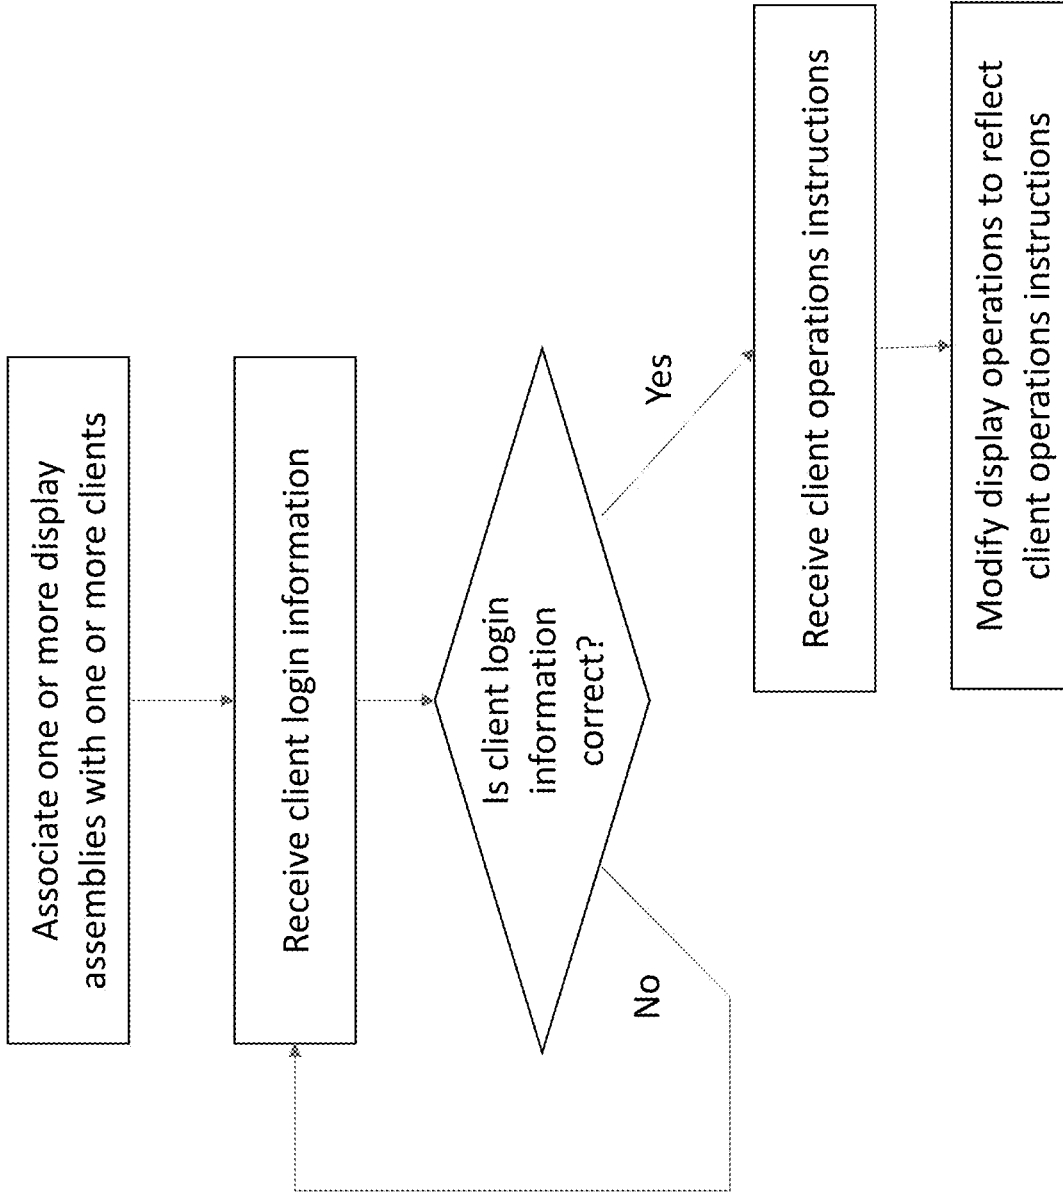 Associate one or more display
assemblies with one or more clients
Receive client login information
Is client login
information
correct?
No
Yes
Receive client operations instructions
Modify display operations to reflect
client operations instructions